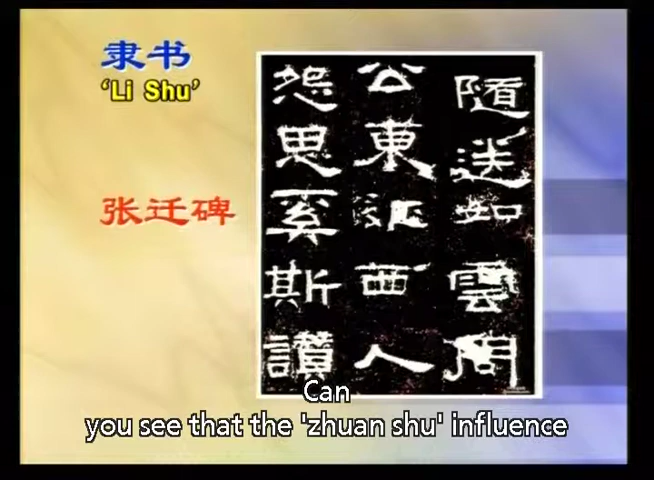 隶书
‘Li Shu’
张迁碑
隨送如雲周
公東征西人
怨思奚斯讚
Can
you see that the 'zhuan shu' influence